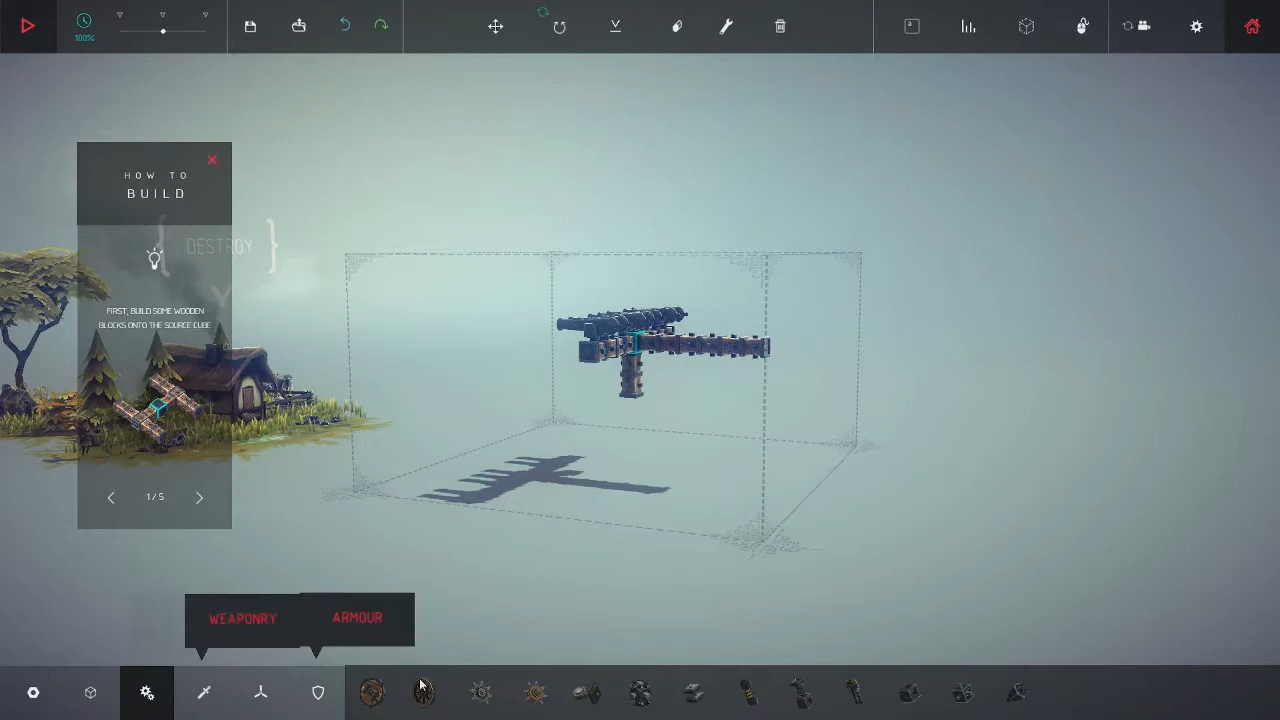 100%
HOW TO
BUILD
DESTROY
FIRST, BUILD SOME WOODEN
BLOCKS ONTO THE SOURCE CUBE
1/5
WEAPONRY
ARMOUR